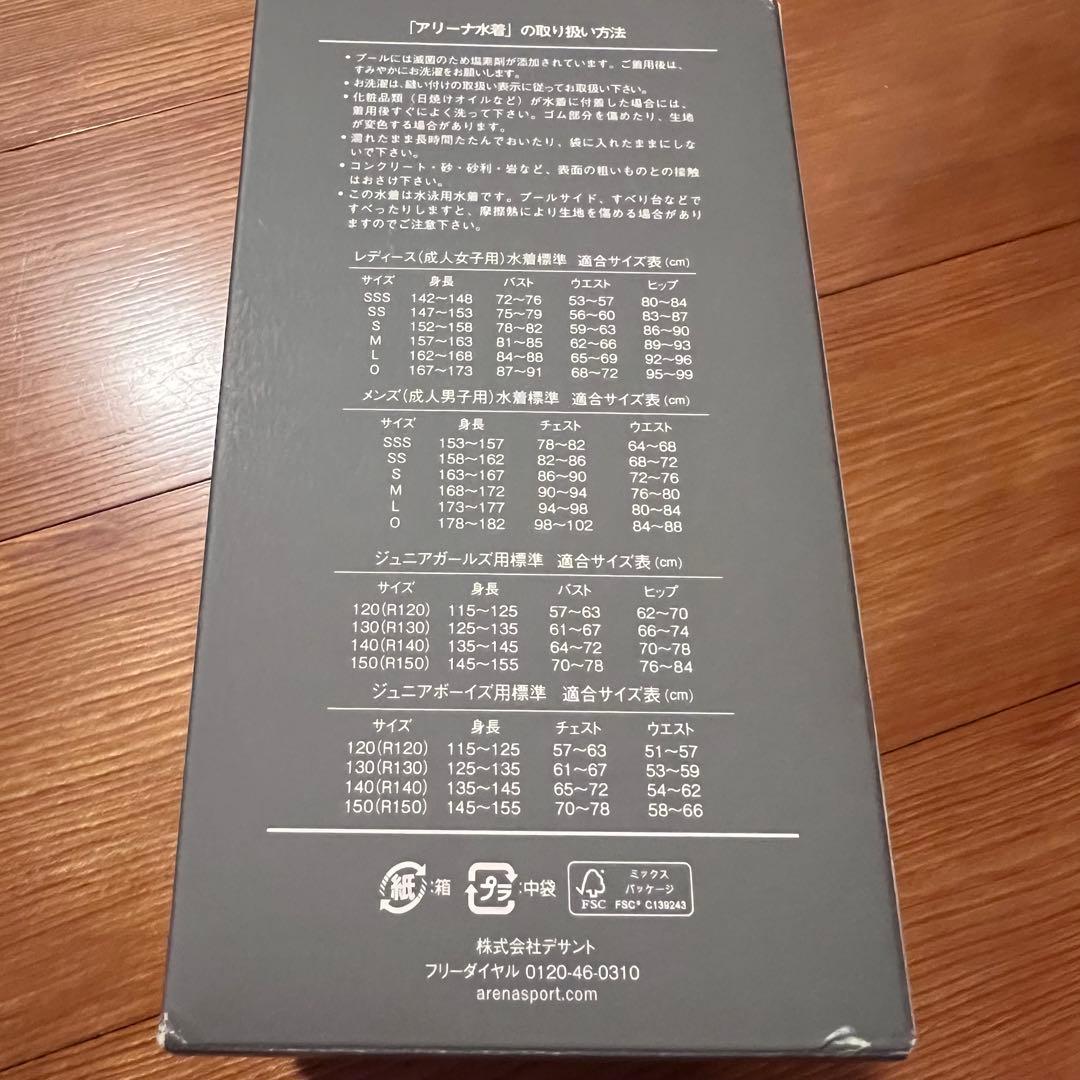 「アリーナ水着」の取り扱い方法
• プールには滅菌のため塩素剤が添加されています。ご着用後は、
すみやかにお洗濯をお願いします。
• お洗濯は、縫い付けの取扱い表示に従ってお取扱い下さい。
• 化粧品類（日焼けオイルなど）が水着に付着した場合には、
着用後すぐによく洗って下さい。ゴム部分を傷めたり、生地
が変色する場合があります。
• 濡れたまま長時間たたんでおいたり、袋に入れたままにしな
いで下さい。
• コンクリート・砂・砂利・岩など、表面の粗いものとの接触
はおさけ下さい。
• この水着は水泳用水着です。プールサイド、すべり台などで
すべったりしますと、摩擦熱により生地を傷める場合があり
ますのでご注意下さい。
レディース（成人女子用）水着標準 適合サイズ表（cm）
サイズ 身長 バスト ウエスト ヒップ
SSS 142～148 72～76 53～57 80～84
SS 147～153 75～79 56～60 83～87
S 152～158 78～82 59～63 86～90
M 157～163 81～85 62～66 89～93
L 162～168 84～88 65～69 92～96
O 167～173 87～91 68～72 95～99
メンズ（成人男子用）水着標準 適合サイズ表（cm）
サイズ 身長 チェスト ウエスト
SSS 153～157 78～82 64～68
SS 158～162 82～86 68～72
S 163～167 86～90 72～76
M 168～172 90～94 76～80
L 173～177 94～98 80～84
O 178～182 98～102 84～88
ジュニアガールズ用標準 適合サイズ表（cm）
サイズ 身長 バスト ヒップ
120(R120) 115～125 57～63 62～70
130(R130) 125～135 61～67 66～74
140(R140) 135～145 64～72 70～78
150(R150) 145～155 70～78 76～84
ジュニアボーイズ用標準 適合サイズ表（cm）
サイズ 身長 チェスト ウエスト
120(R120) 115～125 57～63 51～57
130(R130) 125～135 61～67 53～59
140(R140) 135～145 65～72 54～62
150(R150) 145～155 70～78 58～66
紙 :箱 プラ :中袋
FSC
ミックス
パッケージ
FSC® C139243
株式会社デサント
フリーダイヤル 0120-46-0310
arenasport.com